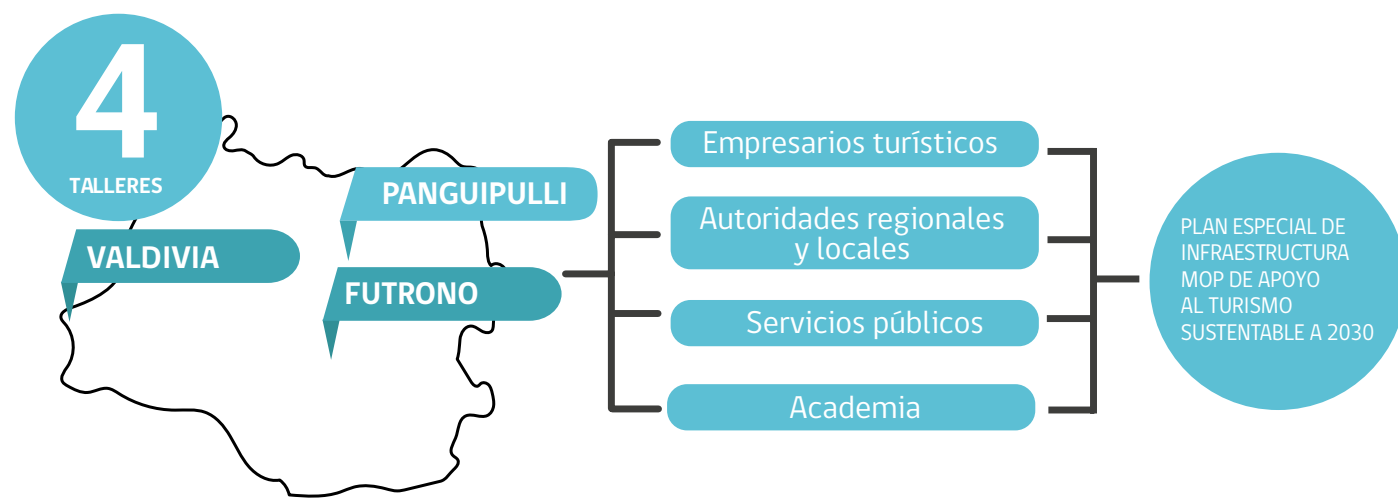 4
TALLERES
VALDIVIA
PANGUIPULLI
FUTRONO
Empresarios turísticos
Autoridades regionales
y locales
Servicios públicos
Academia
PLAN ESPECIAL DE
INFRAESTRUCTURA
MOP DE APOYO
AL TURISMO
SUSTENTABLE A 2030